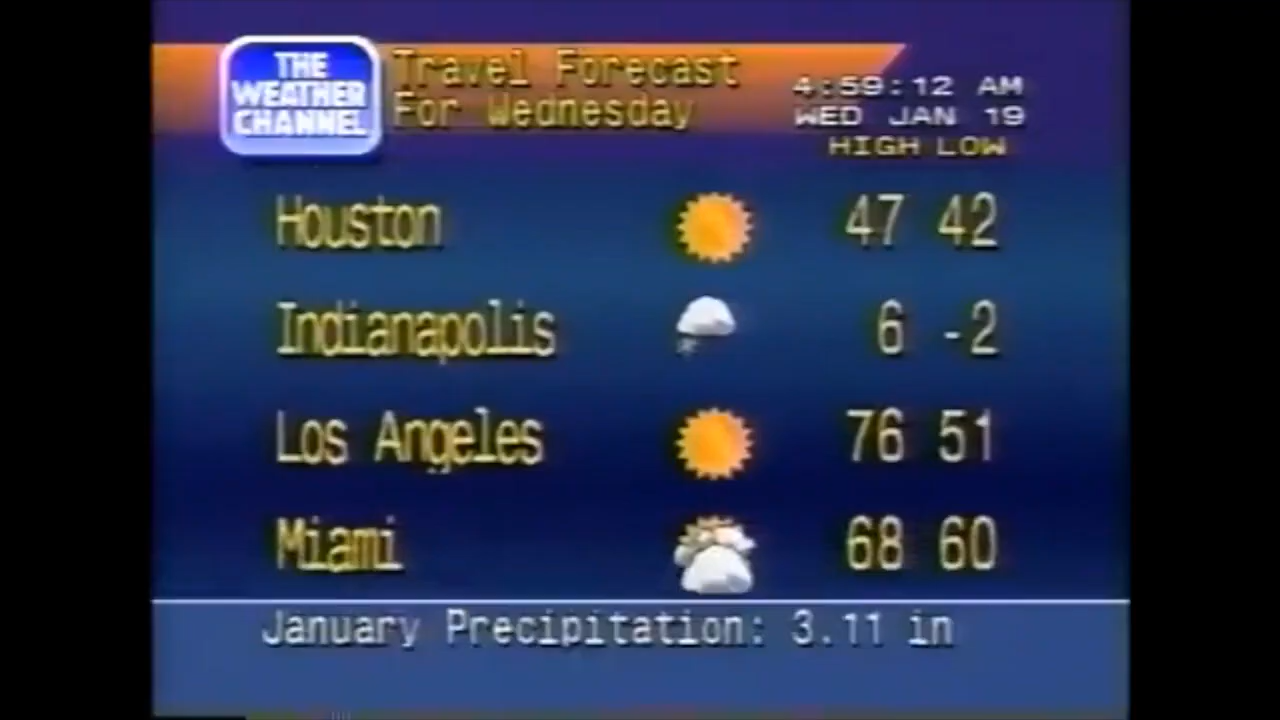 THE
WEATHER
CHANNEL
Travel Forecast
For Wednesday
4:59:12 AM
WED JAN 19
HIGH LOW
Houston 47 42
Indianapolis 6 -2
Los Angeles 76 51
Miami 68 60
January Precipitation: 3.11 in